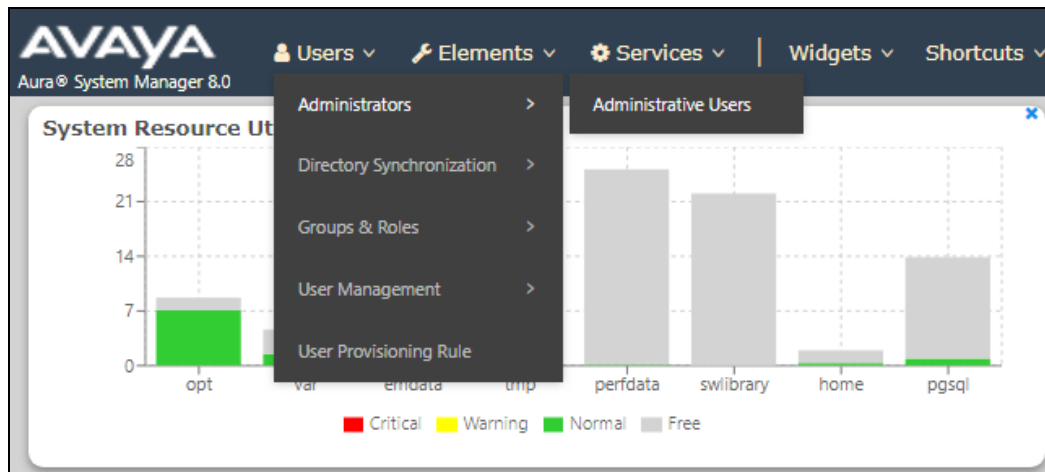 AVAYA
Aura® System Manager 8.0
Users
Elements
Services
Widgets
Shortcuts
Administrators
Administrative Users
Directory Synchronization
Groups & Roles
User Management
User Provisioning Rule
System Resource Ut
28
21
14
7
0
opt
var
emdata
tmp
perfdata
swlibrary
home
pgsql
Critical
Warning
Normal
Free